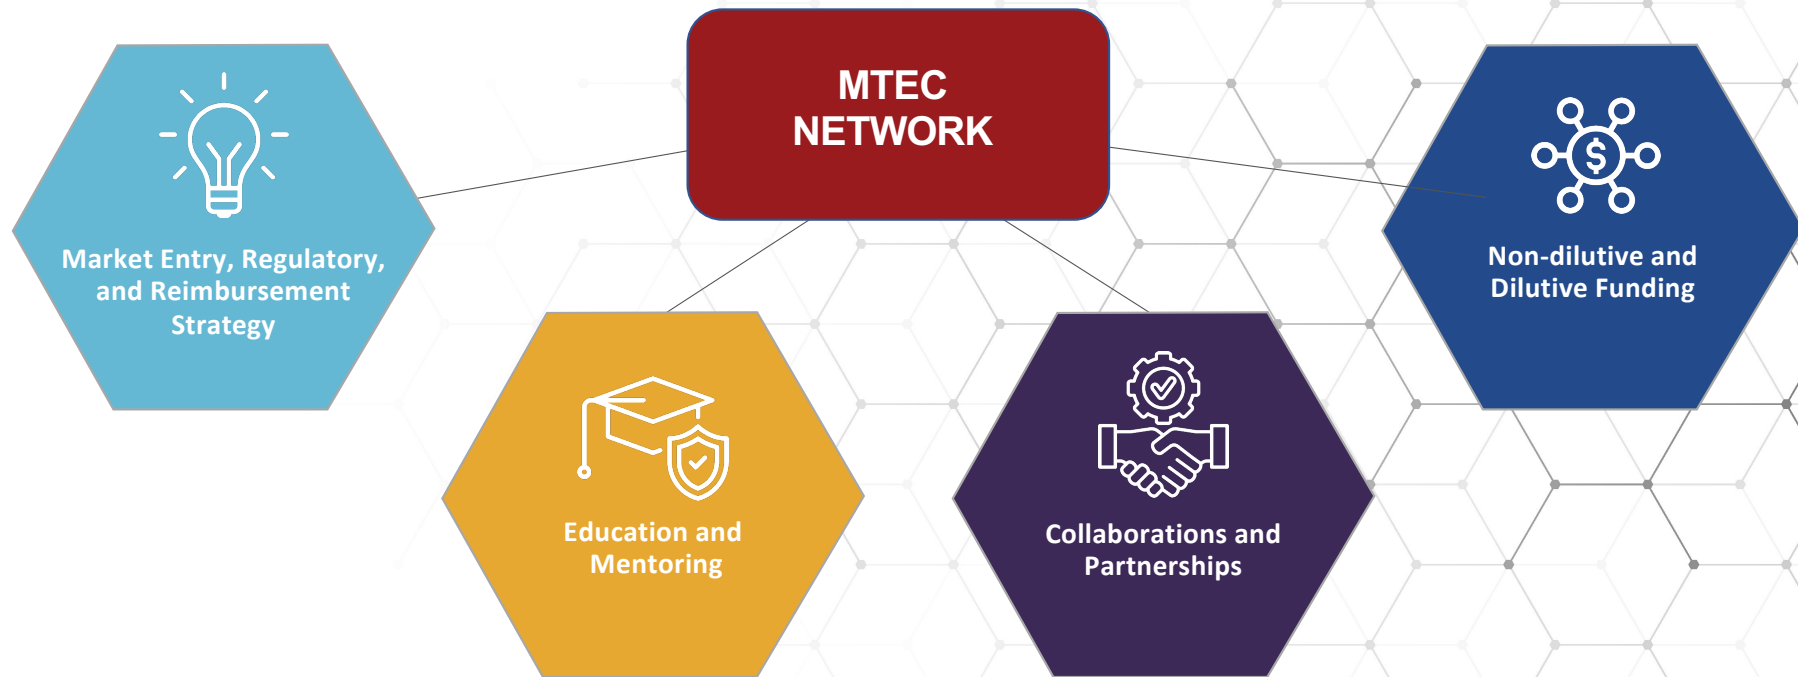 MTEC
NETWORK
Market Entry, Regulatory,
and Reimbursement
Strategy
$
Non-dilutive and
Dilutive Funding
Education and
Mentoring
Collaborations and
Partnerships